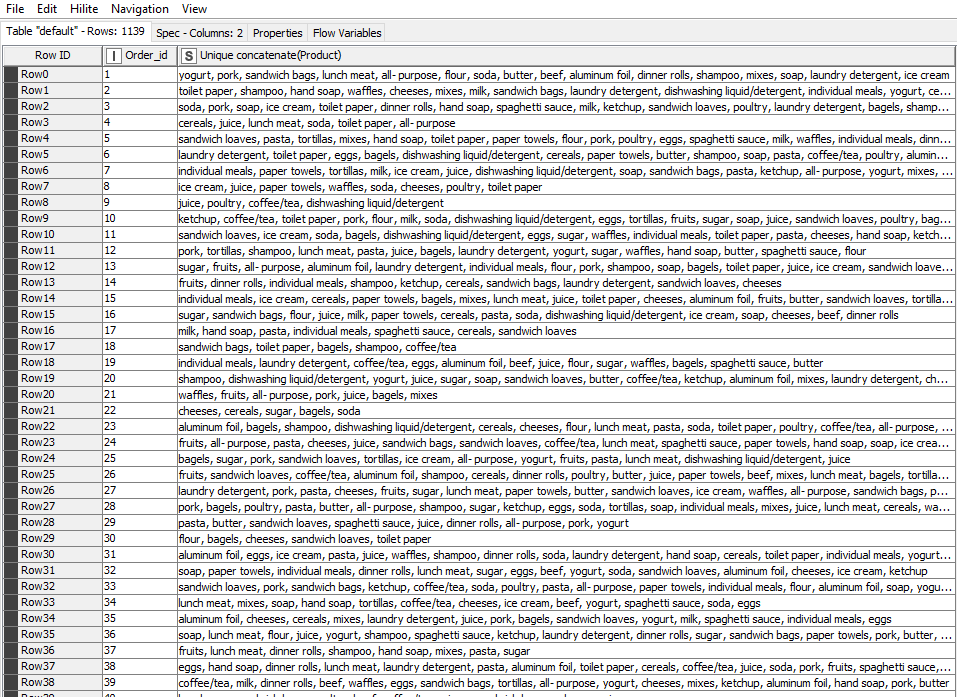 File Edit Hilite Navigation View
Table "default" - Rows: 1139 Spec - Columns: 2 Properties Flow Variables
Row ID I Order_id S Unique concatenate(Product)
Row0 1 yogurt, pork, sandwich bags, lunch meat, all- purpose, flour, soda, butter, beef, aluminum foil, dinner rolls, shampoo, mixes, soap, laundry detergent, ice cream
Row1 2 toilet paper, shampoo, hand soap, waffles, cheeses, mixes, milk, sandwich bags, laundry detergent, dishwashing liquid/detergent, individual meals, yogurt, ce...
Row2 3 soda, pork, soap, ice cream, toilet paper, dinner rolls, hand soap, spaghetti sauce, milk, ketchup, sandwich loaves, poultry, laundry detergent, bagels, shamp...
Row3 4 cereals, juice, lunch meat, soda, toilet paper, all- purpose
Row4 5 sandwich loaves, pasta, tortillas, mixes, hand soap, toilet paper, paper towels, flour, pork, poultry, eggs, spaghetti sauce, milk, waffles, individual meals, dinn...
Row5 6 laundry detergent, toilet paper, eggs, bagels, dishwashing liquid/detergent, cereals, paper towels, butter, shampoo, soap, pasta, coffee/tea, poultry, alumin...
Row6 7 individual meals, paper towels, tortillas, milk, ice cream, juice, dishwashing liquid/detergent, soap, sandwich bags, pasta, ketchup, all- purpose, yogurt, mixes, ...
Row7 8 ice cream, juice, paper towels, waffles, soda, cheeses, poultry, toilet paper
Row8 9 juice, poultry, coffee/tea, dishwashing liquid/detergent
Row9 10 ketchup, coffee/tea, toilet paper, pork, flour, milk, soda, dishwashing liquid/detergent, eggs, tortillas, fruits, sugar, soap, juice, sandwich loaves, poultry, bag...
Row10 11 sandwich loaves, ice cream, soda, bagels, dishwashing liquid/detergent, eggs, sugar, waffles, individual meals, toilet paper, pasta, cheeses, hand soap, ketch...
Row11 12 pork, tortillas, shampoo, lunch meat, pasta, juice, bagels, laundry detergent, yogurt, sugar, waffles, hand soap, butter, spaghetti sauce, flour
Row12 13 sugar, fruits, all- purpose, aluminum foil, laundry detergent, individual meals, flour, pork, shampoo, soap, bagels, toilet paper, juice, ice cream, sandwich loave...
Row13 14 fruits, dinner rolls, individual meals, shampoo, ketchup, cereals, sandwich bags, laundry detergent, sandwich loaves, cheeses
Row14 15 individual meals, ice cream, cereals, paper towels, bagels, mixes, lunch meat, juice, toilet paper, cheeses, aluminum foil, fruits, butter, sandwich loaves, tortilla...
Row15 16 sugar, sandwich bags, flour, juice, milk, paper towels, cereals, pasta, soda, dishwashing liquid/detergent, ice cream, soap, cheeses, beef, dinner rolls
Row16 17 milk, hand soap, pasta, individual meals, spaghetti sauce, cereals, sandwich loaves
Row17 18 sandwich bags, toilet paper, bagels, shampoo, coffee/tea
Row18 19 individual meals, laundry detergent, coffee/tea, eggs, aluminum foil, beef, juice, flour, sugar, waffles, bagels, spaghetti sauce, butter
Row19 20 shampoo, dishwashing liquid/detergent, yogurt, juice, sugar, soap, sandwich loaves, butter, coffee/tea, ketchup, aluminum foil, mixes, laundry detergent, ch...
Row20 21 waffles, fruits, all- purpose, pork, juice, bagels, mixes
Row21 22 cheeses, cereals, sugar, bagels, soda
Row22 23 aluminum foil, bagels, shampoo, dishwashing liquid/detergent, cereals, cheeses, flour, lunch meat, pasta, soda, toilet paper, poultry, coffee/tea, all- purpose, ...
Row23 24 fruits, all- purpose, pasta, cheeses, juice, sandwich bags, sandwich loaves, coffee/tea, lunch meat, spaghetti sauce, paper towels, hand soap, soap, ice crea...
Row24 25 bagels, sugar, pork, sandwich loaves, tortillas, ice cream, all- purpose, yogurt, fruits, pasta, lunch meat, dishwashing liquid/detergent, juice
Row25 26 fruits, sandwich loaves, coffee/tea, aluminum foil, shampoo, cereals, dinner rolls, poultry, butter, juice, paper towels, beef, mixes, lunch meat, bagels, tortilla...
Row26 27 laundry detergent, pork, pasta, cheeses, fruits, sugar, lunch meat, paper towels, butter, sandwich loaves, ice cream, waffles, all- purpose, sandwich bags, p...
Row27 28 pork, bagels, poultry, pasta, butter, all- purpose, shampoo, sugar, ketchup, eggs, soda, tortillas, soap, individual meals, mixes, juice, lunch meat, cereals, wa...
Row28 29 pasta, butter, sandwich loaves, spaghetti sauce, juice, dinner rolls, all- purpose, pork, yogurt
Row29 30 flour, bagels, cheeses, sandwich loaves, toilet paper
Row30 31 aluminum foil, eggs, ice cream, pasta, juice, waffles, shampoo, dinner rolls, soda, laundry detergent, hand soap, cereals, toilet paper, individual meals, yogurt...
Row31 32 soap, paper towels, individual meals, dinner rolls, lunch meat, sugar, eggs, beef, yogurt, soda, sandwich loaves, aluminum foil, cheeses, ice cream, ketchup
Row32 33 sandwich loaves, pork, sandwich bags, ketchup, coffee/tea, soda, poultry, pasta, all- purpose, paper towels, individual meals, flour, aluminum foil, soap, yogu...
Row33 34 lunch meat, mixes, soap, hand soap, tortillas, coffee/tea, cheeses, ice cream, beef, yogurt, spaghetti sauce, soda, eggs
Row34 35 aluminum foil, cheeses, cereals, mixes, laundry detergent, juice, pork, bagels, sandwich loaves, yogurt, milk, spaghetti sauce, individual meals, eggs
Row35 36 soap, lunch meat, flour, juice, yogurt, shampoo, spaghetti sauce, ketchup, laundry detergent, dinner rolls, sugar, sandwich bags, paper towels, pork, butter, ...
Row36 37 fruits, lunch meat, dinner rolls, shampoo, hand soap, mixes, pasta, sugar
Row37 38 eggs, hand soap, dinner rolls, lunch meat, laundry detergent, pasta, aluminum foil, toilet paper, cereals, coffee/tea, juice, soda, pork, fruits, spaghetti sauce,...
Row38 39 coffee/tea, milk, dinner rolls, beef, waffles, eggs, sandwich bags, tortillas, all- purpose, yogurt, cheeses, mixes, ketchup, aluminum foil, hand soap, pork, butter